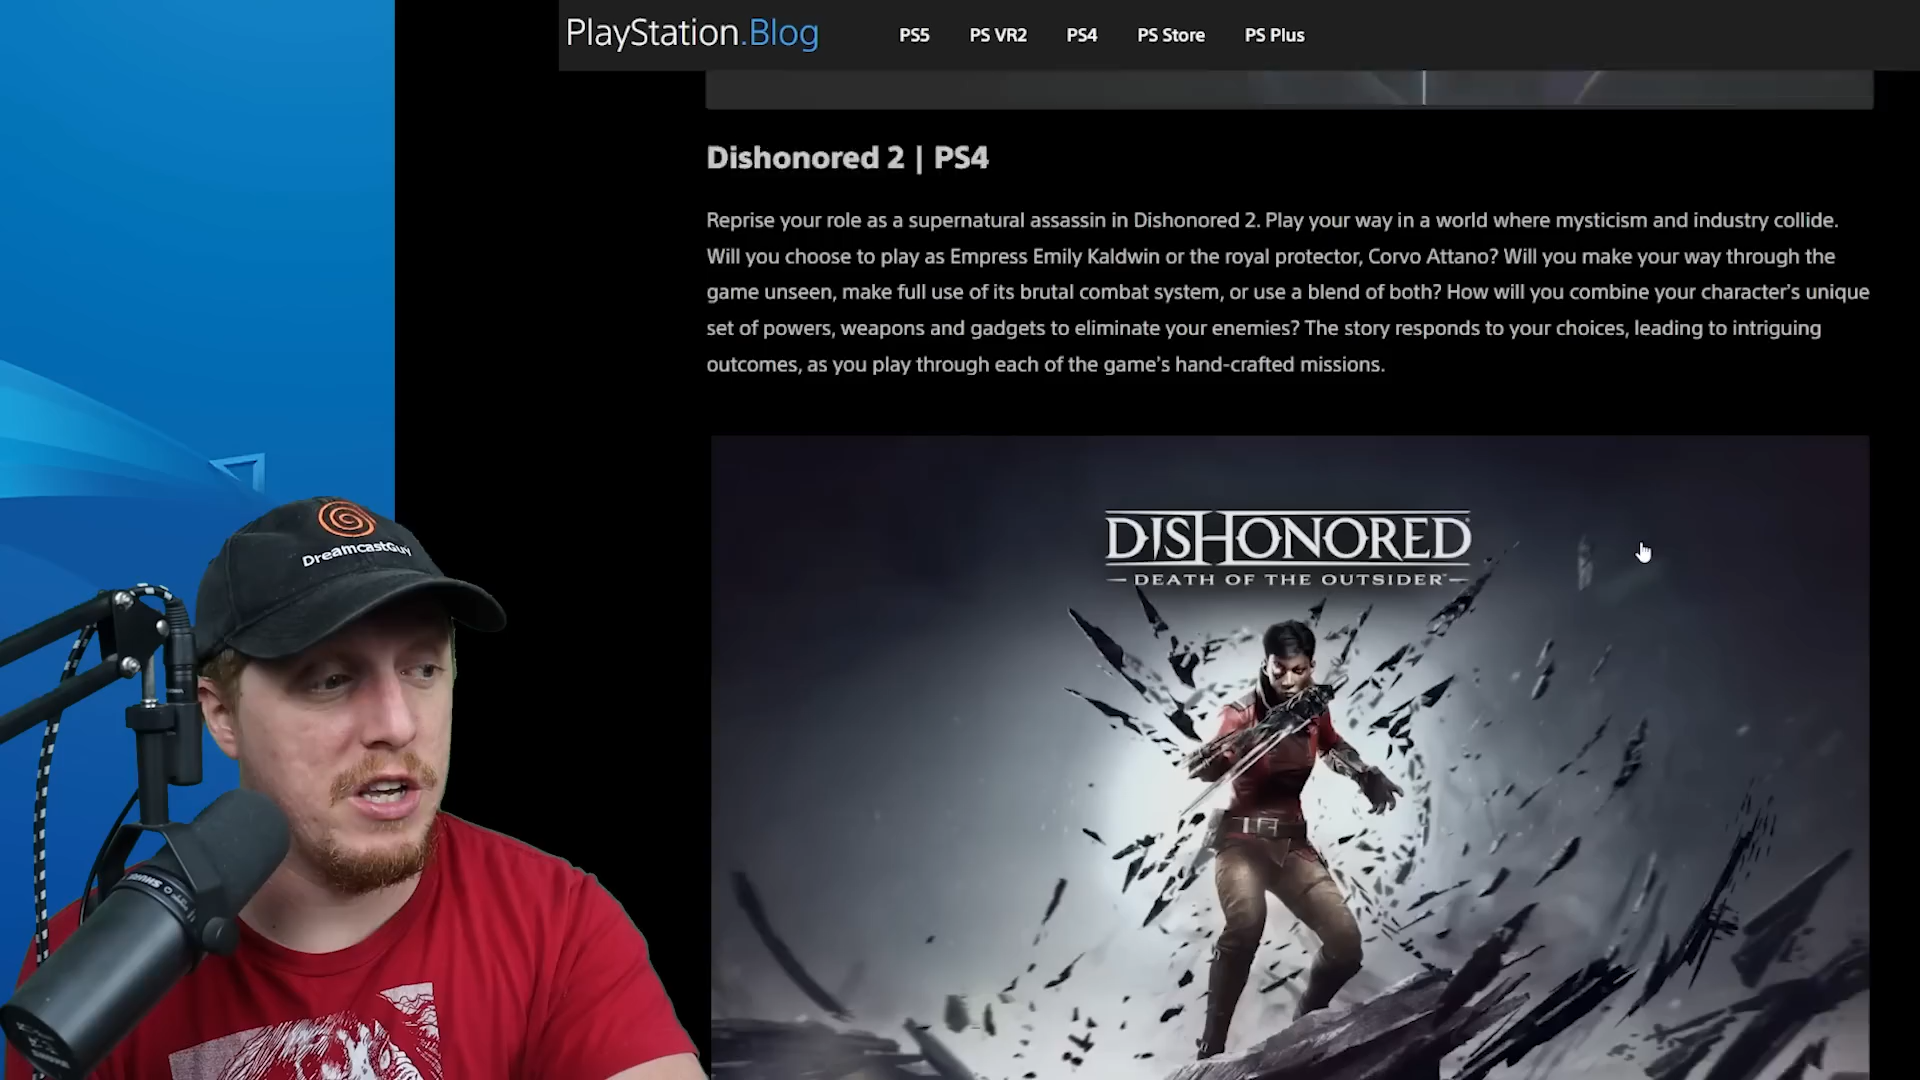 PlayStation.Blog
PS5 PS VR2 PS4 PS Store PS Plus
Dishonored 2 | PS4
Reprise your role as a supernatural assassin in Dishonored 2. Play your way in a world where mysticism and industry collide.
Will you choose to play as Empress Emily Kaldwin or the royal protector, Corvo Attano? Will you make your way through the
game unseen, make full use of its brutal combat system, or use a blend of both? How will you combine your character's unique
set of powers, weapons and gadgets to eliminate your enemies? The story responds to your choices, leading to intriguing
outcomes, as you play through each of the game's hand-crafted missions.
DISHONORED
DEATH OF THE OUTSIDER
DreamcastGuy
SHURE